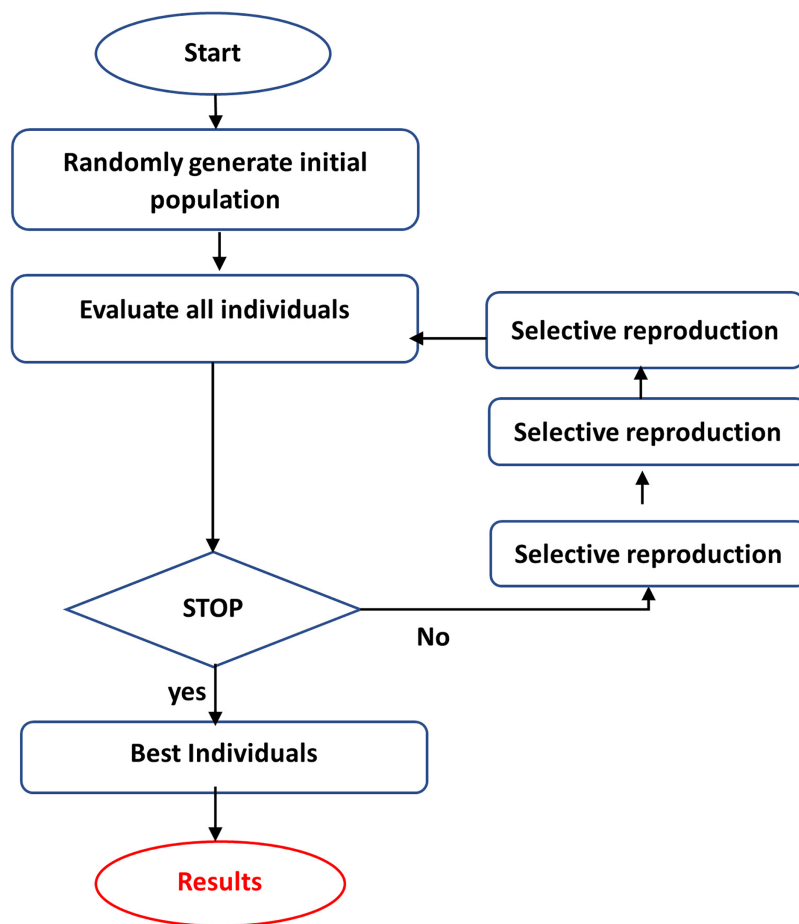 Start
Randomly generate initial
population
Evaluate all individuals
Selective reproduction
Selective reproduction
Selective reproduction
STOP
No
yes
Best Individuals
Results